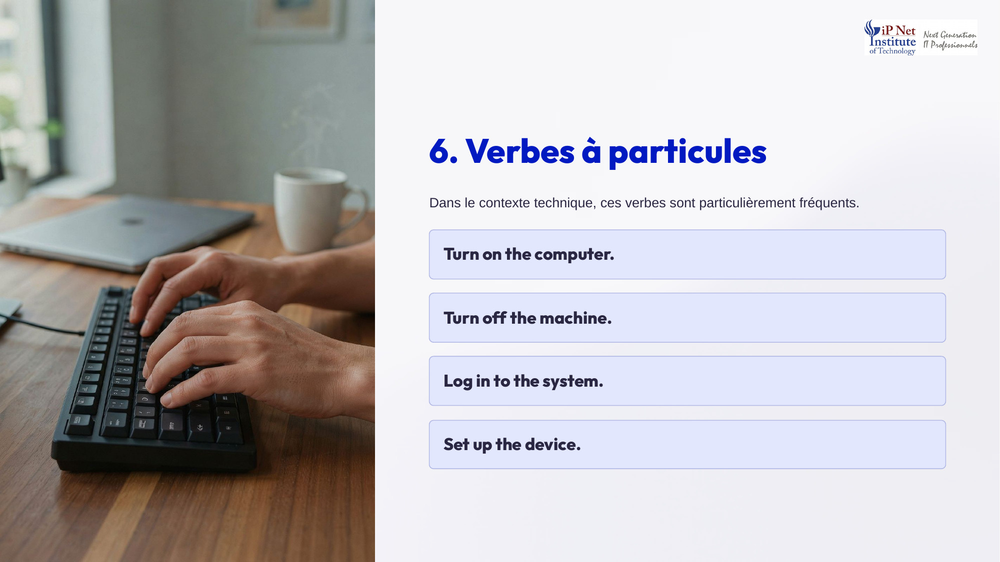 iP Net
Institute
of Technology
Next Generation
IT Professionnels
6. Verbes à particules
Dans le contexte technique, ces verbes sont particulièrement fréquents.
Turn on the computer.
Turn off the machine.
Log in to the system.
Set up the device.